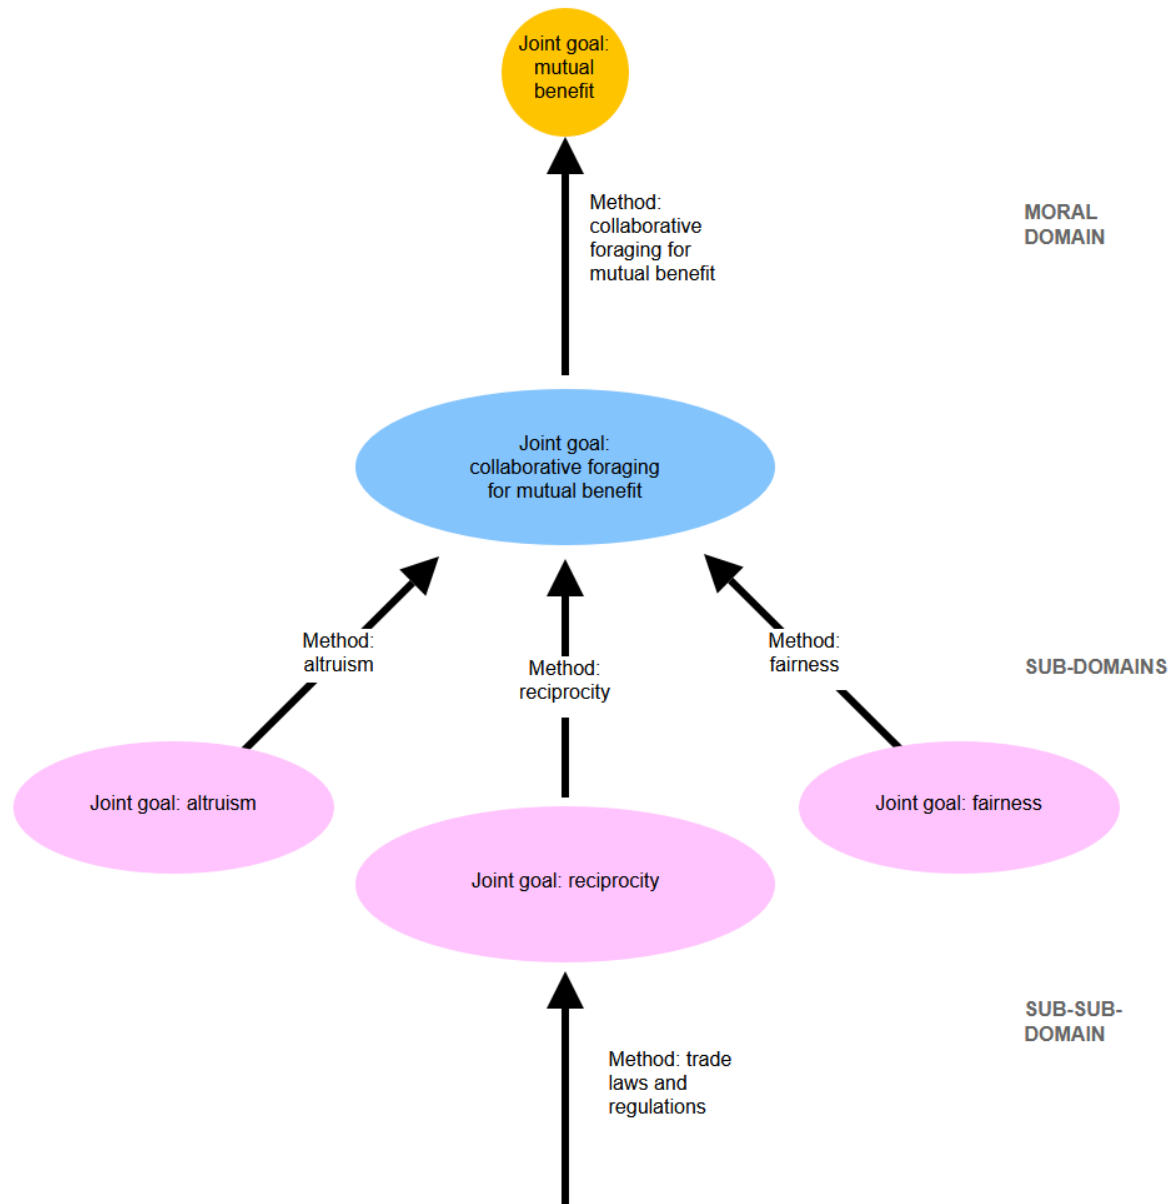 Joint goal:
mutual
benefit
Method:
collaborative
foraging for
mutual benefit
MORAL
DOMAIN
Joint goal:
collaborative foraging
for mutual benefit
Method:
altruism
Method:
reciprocity
Method:
fairness
SUB-DOMAINS
Joint goal: altruism
Joint goal: reciprocity
Joint goal: fairness
SUB-SUB-
DOMAIN
Method: trade
laws and
regulations